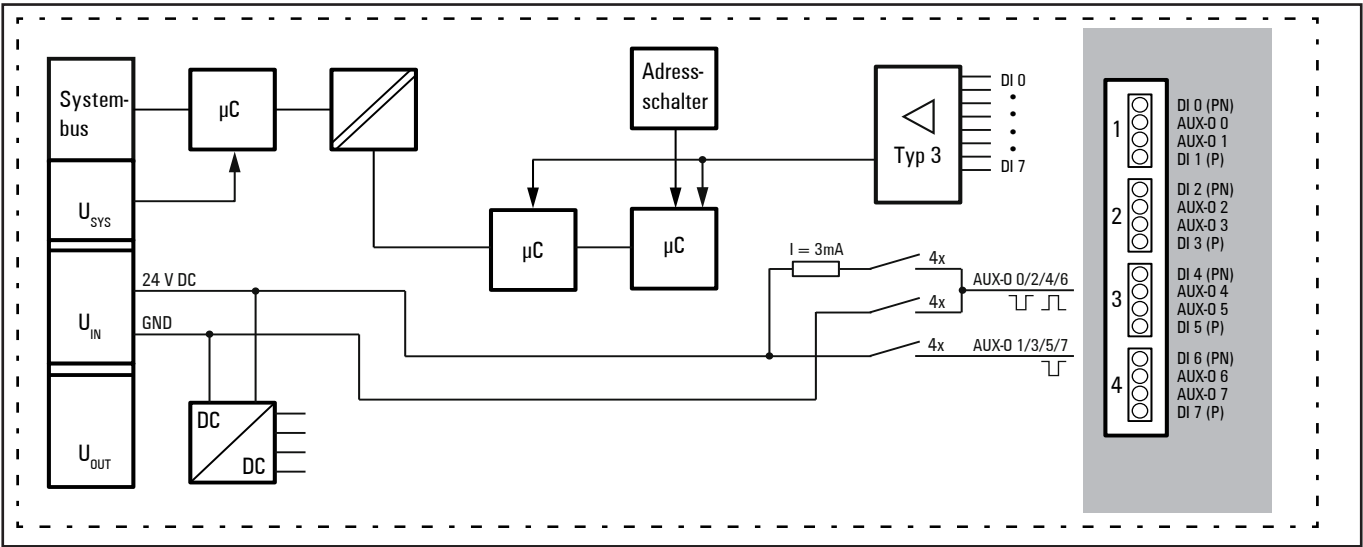 System-
bus
µC
Adress-
schalter
Typ 3
DI 0
DI 7
U SYS
µC
µC
24 V DC
GND
U IN
I = 3mA
4x
4x
4x
AUX-O 0/2/4/6
AUX-O 1/3/5/7
U OUT
DC
DC
1
DI 0 (PN)
AUX-O 0
AUX-O 1
DI 1 (P)
2
DI 2 (PN)
AUX-O 2
AUX-O 3
DI 3 (P)
3
DI 4 (PN)
AUX-O 4
AUX-O 5
DI 5 (P)
4
DI 6 (PN)
AUX-O 6
AUX-O 7
DI 7 (P)